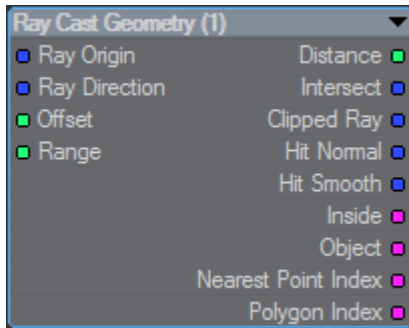 Ray Cast Geometry (1)
Ray Origin Distance
Ray Direction Intersect
Offset Clipped Ray
Range Hit Normal
Hit Smooth
Inside
Object
Nearest Point Index
Polygon Index